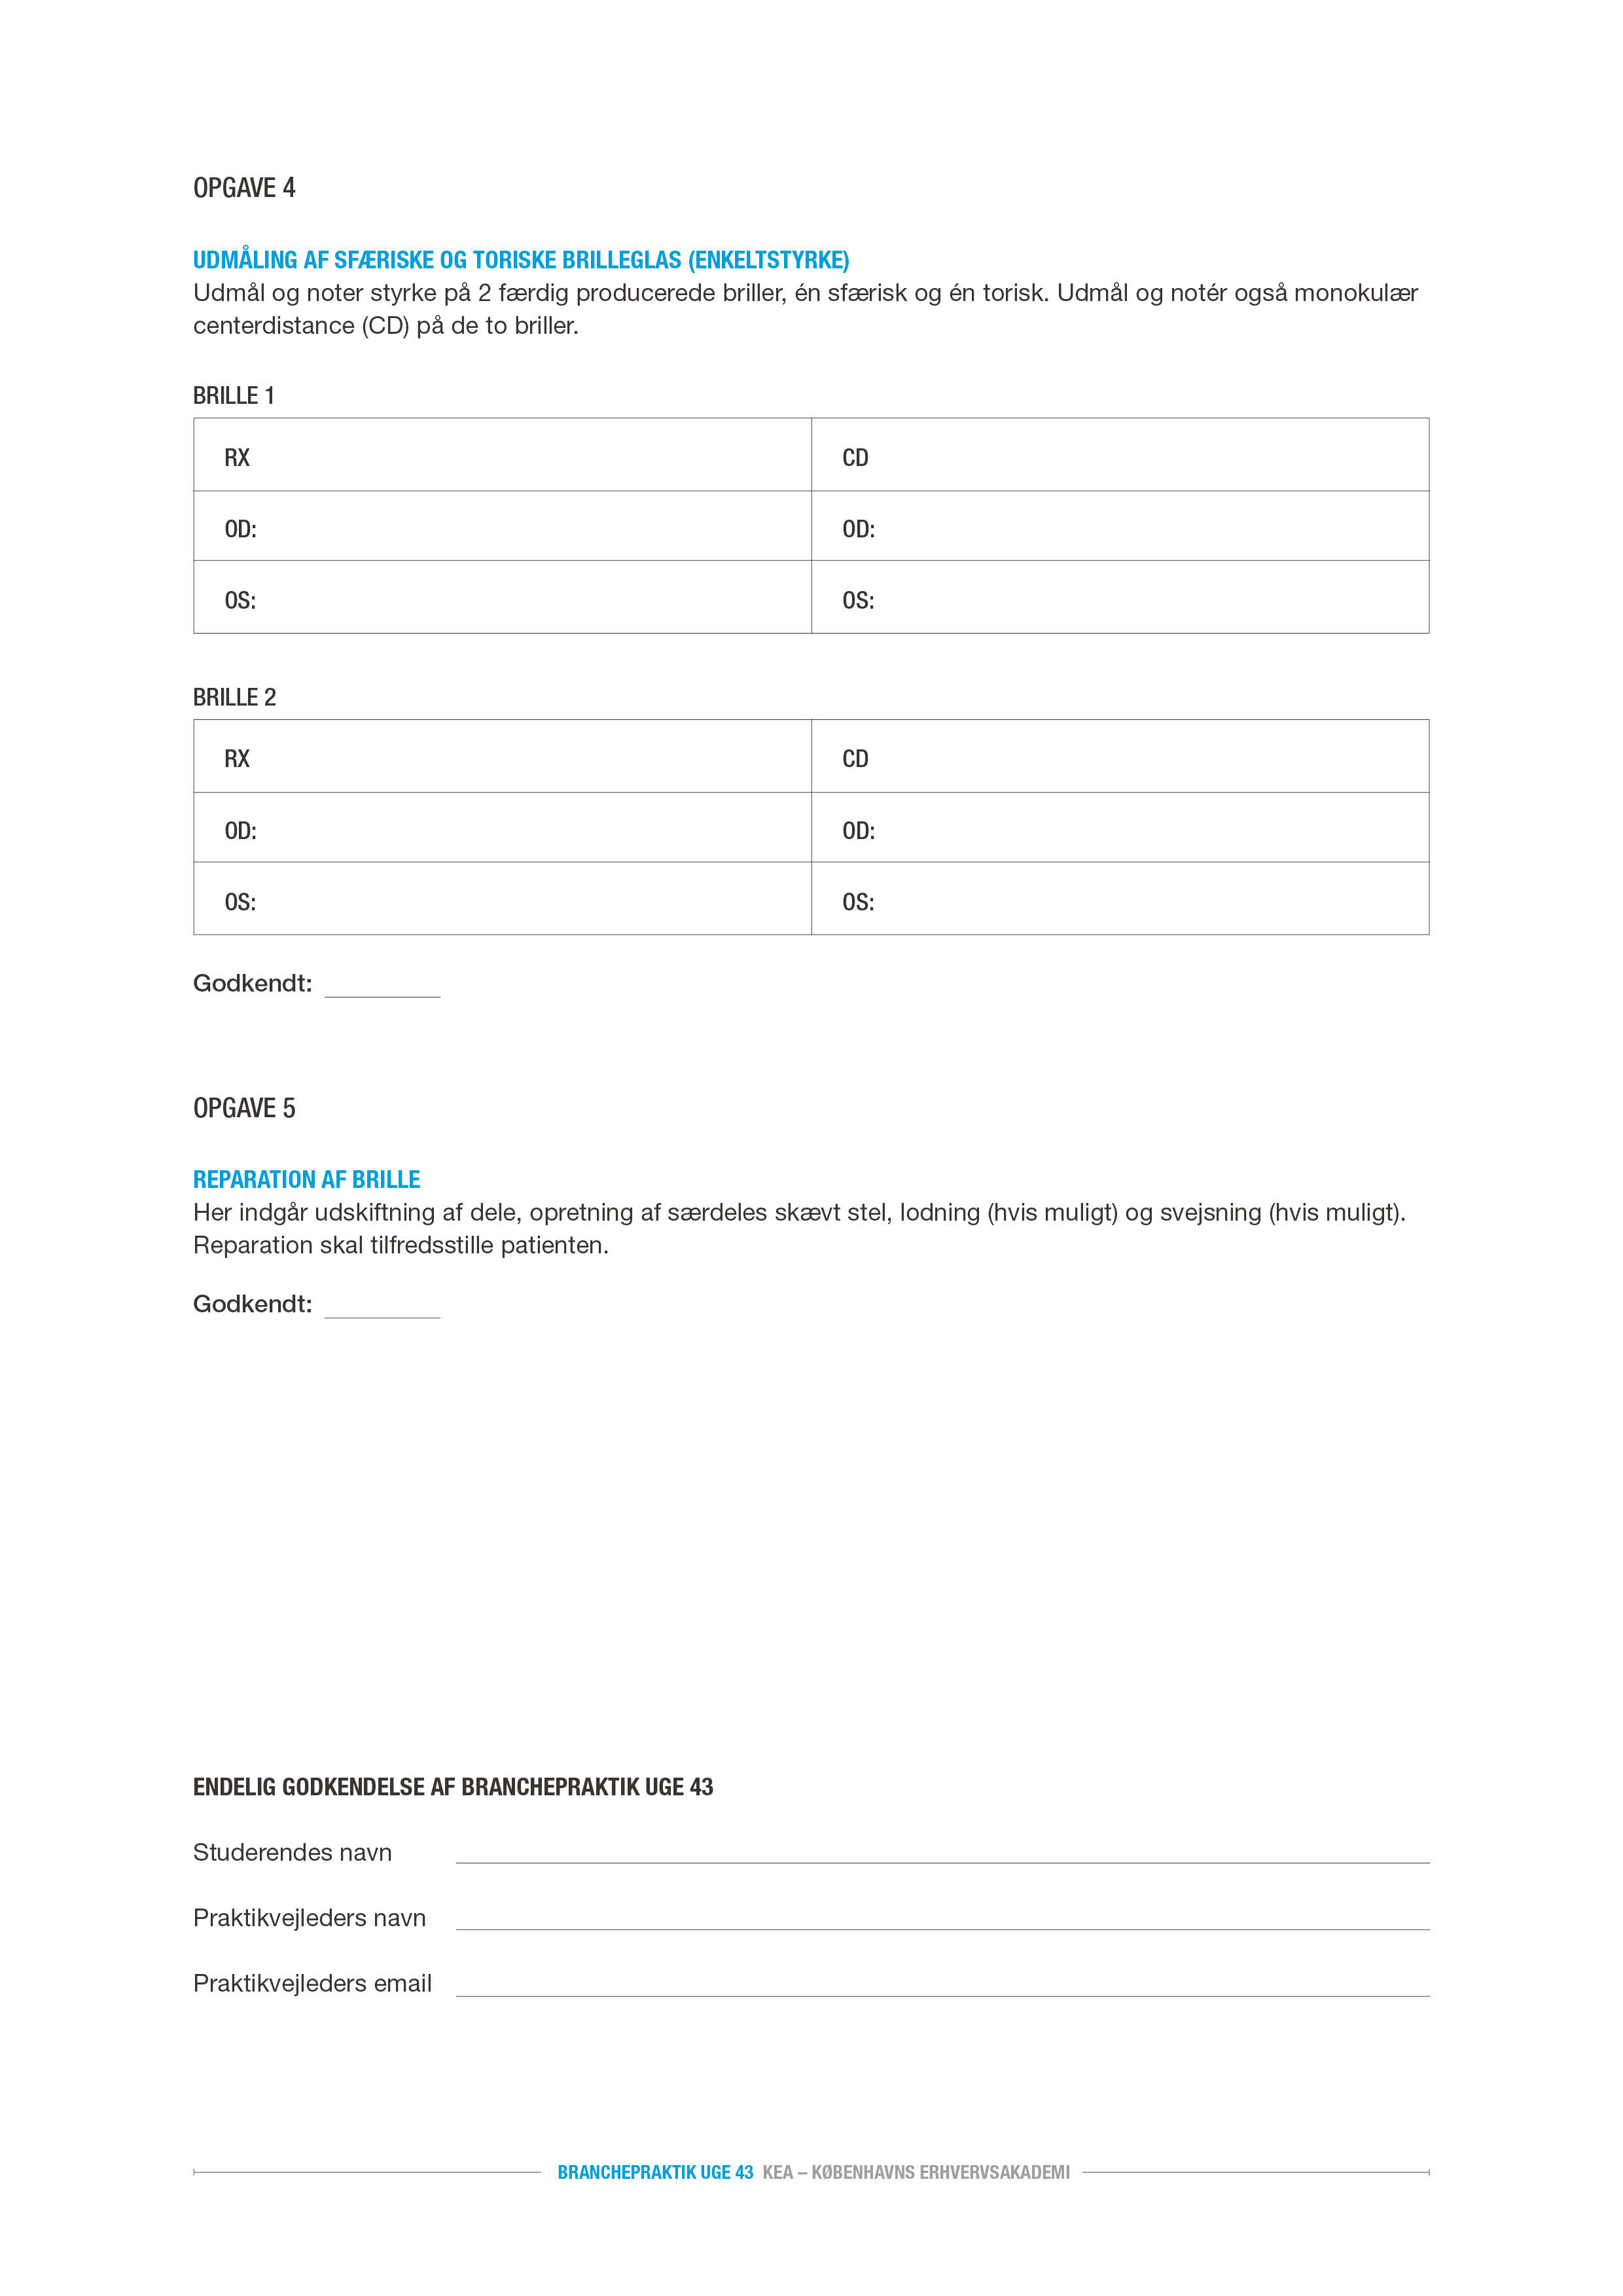 OPGAVE 4
UDMÅLING AF SFÆRISKE OG TORISKE BRILLEGLAS (ENKELTSTYRKE)
Udmål og noter styrke på 2 færdig producerede briller, én sfærisk og én torisk. Udmål og notér også monokulær
centerdistance (CD) på de to briller.
BRILLE 1
RX CD
OD: OD:
OS: OS:
BRILLE 2
RX CD
OD: OD:
OS: OS:
Godkendt:
OPGAVE 5
REPARATION AF BRILLE
Her indgår udskiftning af dele, opretning af særdeles skævt stel, lodning (hvis muligt) og svejsning (hvis muligt).
Reparation skal tilfredsstille patienten.
Godkendt:
ENDELIG GODKENDELSE AF BRANCHEPRAKTIK UGE 43
Studerendes navn
Praktikvejleders navn
Praktikvejleders email
BRANCHEPRAKTIK UGE 43 KEA – KØBENHAVNS ERHVERVSAKADEMI